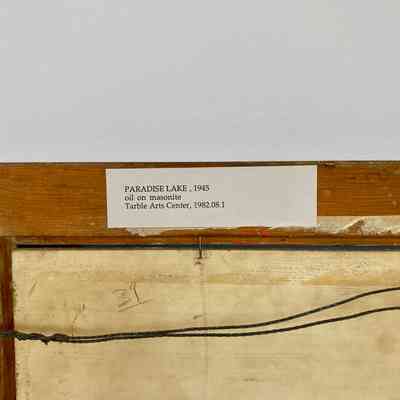 PARADISE LAKE , 1945
oil on masonite
Tarble Arts Center, 1982.08.1